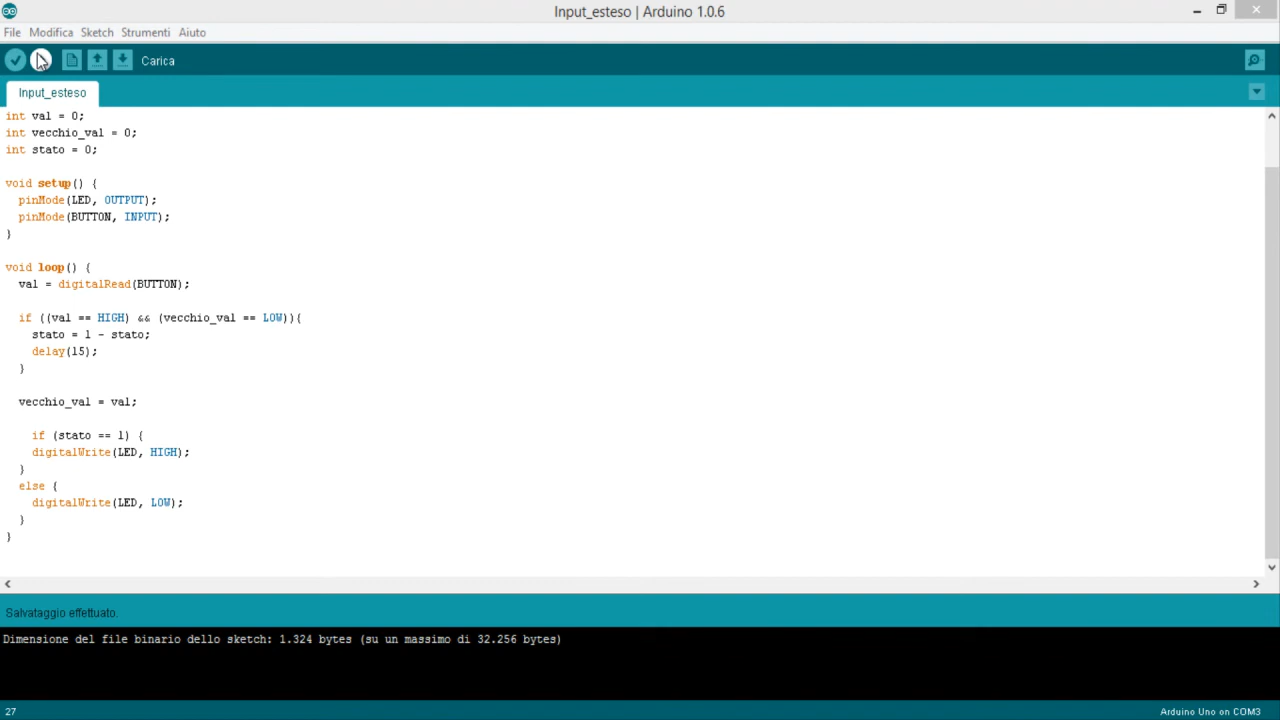 Input_esteso | Arduino 1.0.6
File Modifica Sketch Strumenti Aiuto
Carica
Input_esteso
int val = 0;
int vecchio_val = 0;
int stato = 0;
void setup() {
pinMode(LED, OUTPUT);
pinMode(BUTTON, INPUT);
}
void loop() {
val = digitalRead(BUTTON);
if ((val == HIGH) && (vecchio_val == LOW)){
stato = 1 - stato;
delay(15);
}
vecchio_val = val;
if (stato == 1) {
digitalWrite(LED, HIGH);
}
else {
digitalWrite(LED, LOW);
}
}
Salvataggio effettuato.
Dimensione del file binario dello sketch: 1.324 bytes (su un massimo di 32.256 bytes)
27 Arduino Uno on COM3